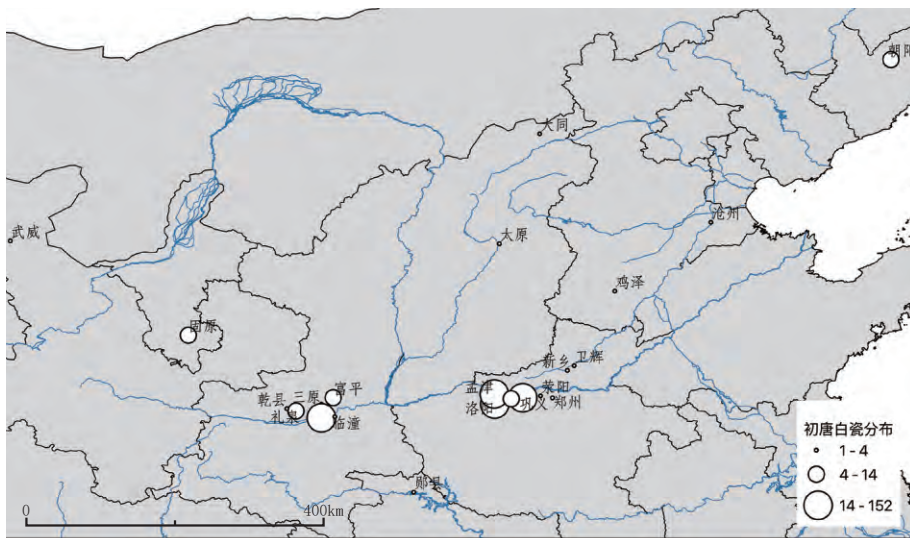 朝阳
大同
沧州
武威
太原
鸡泽
固原
新乡
卫辉
富平
乾县
三原
礼泉
临潼
孟津
洛阳
巩义
荥阳
郑州
郧县
初唐白瓷分布
1-4
4-14
14-152
0
400km